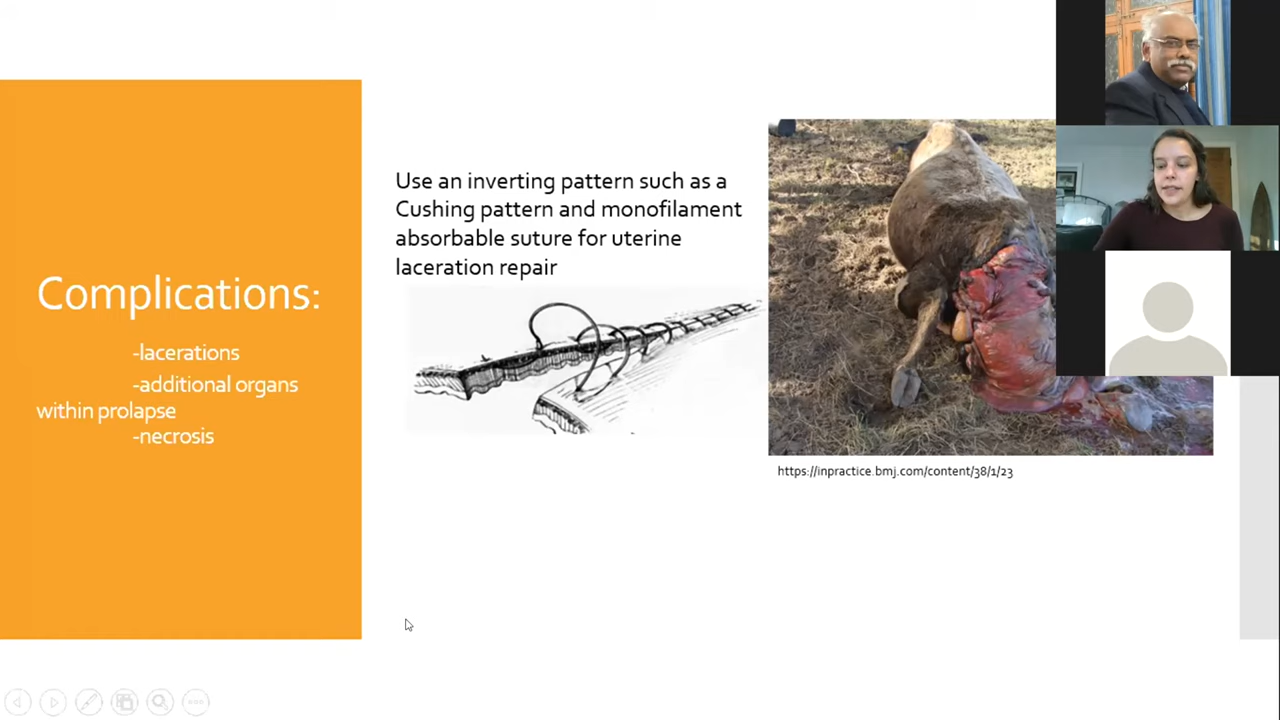 Complications:
-lacerations
-additional organs
within prolapse
-necrosis
Use an inverting pattern such as a
Cushing pattern and monofilament
absorbable suture for uterine
laceration repair
https://inpractice.bmj.com/content/38/1/23